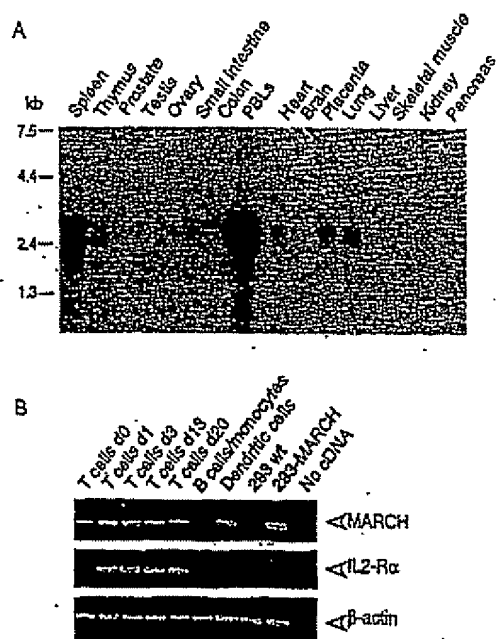 A
kb
Spleen
Thymus
Prostate
Testis
Ovary
Small intestine
Colon
PBLs
Heart
Brain
Placenta
Lung
Liver
Skeletal muscle
Kidney
Pancreas
7.5
4.4
2.4
1.3
B
T cells d0
T cells d1
T cells d3
T cells d13
T cells d20
B cells/monocytes
Dendritic cells
293 wt
293-MARCH
No cDNA
MARCH
IL2-Rα
β-actin